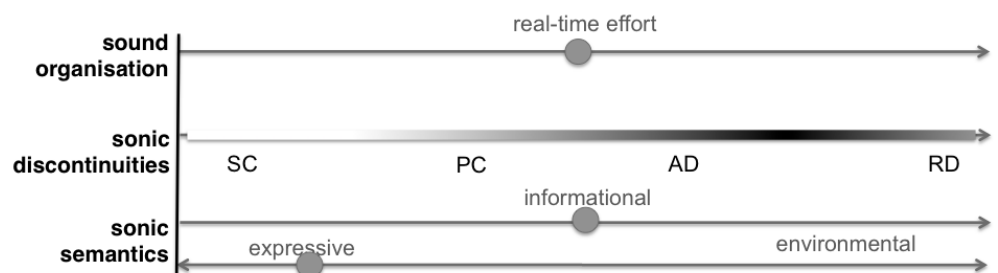 real-time effort
sound
organisation
sonic
discontinuities
SC PC AD RD
informational
sonic
semantics
expressive
environmental